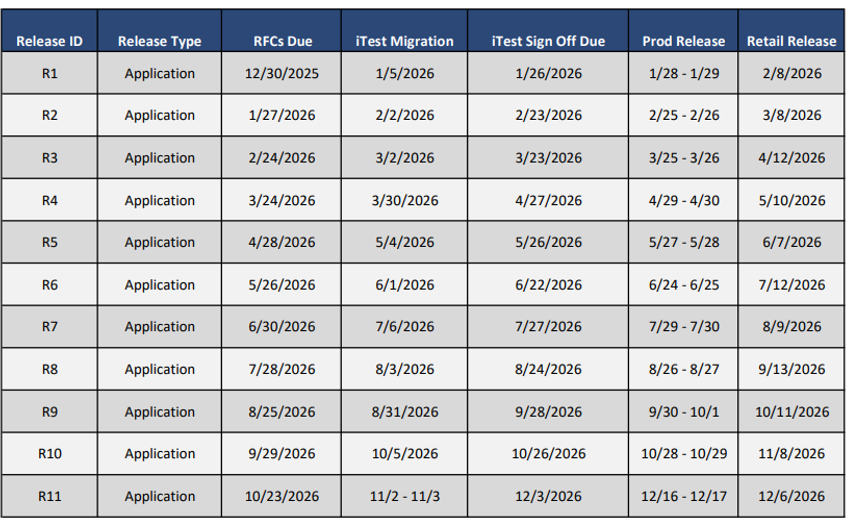 Release ID Release Type RFCs Due iTest Migration iTest Sign Off Due Prod Release Retail Release
R1 Application 12/30/2025 1/5/2026 1/26/2026 1/28 - 1/29 2/8/2026
R2 Application 1/27/2026 2/2/2026 2/23/2026 2/25 - 2/26 3/8/2026
R3 Application 2/24/2026 3/2/2026 3/23/2026 3/25 - 3/26 4/12/2026
R4 Application 3/24/2026 3/30/2026 4/27/2026 4/29 - 4/30 5/10/2026
R5 Application 4/28/2026 5/4/2026 5/26/2026 5/27 - 5/28 6/7/2026
R6 Application 5/26/2026 6/1/2026 6/22/2026 6/24 - 6/25 7/12/2026
R7 Application 6/30/2026 7/6/2026 7/27/2026 7/29 - 7/30 8/9/2026
R8 Application 7/28/2026 8/3/2026 8/24/2026 8/26 - 8/27 9/13/2026
R9 Application 8/25/2026 8/31/2026 9/28/2026 9/30 - 10/1 10/11/2026
R10 Application 9/29/2026 10/5/2026 10/26/2026 10/28 - 10/29 11/8/2026
R11 Application 10/23/2026 11/2 - 11/3 12/3/2026 12/16 - 12/17 12/6/2026